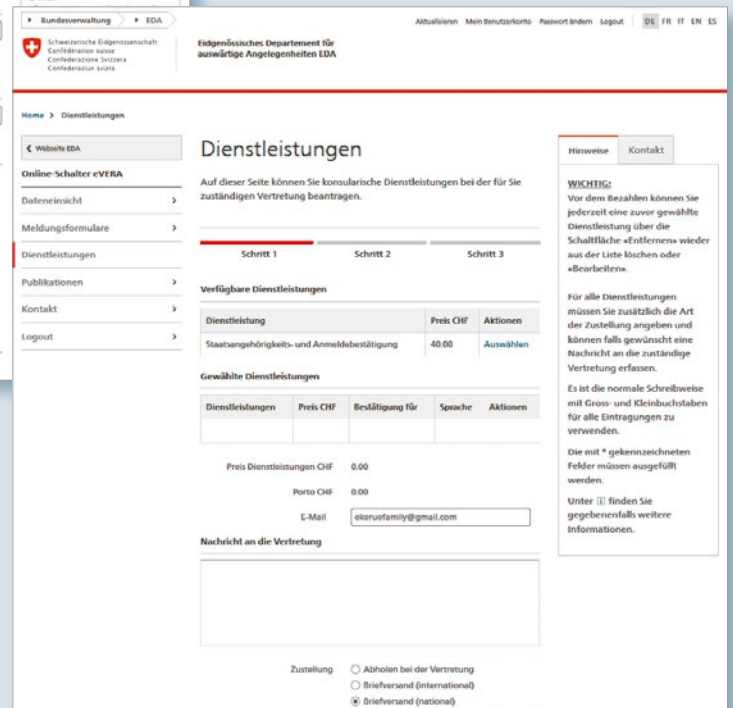 Bundesverwaltung EDA
Aktualisieren Mein Benutzerkonto Passwort ändern Logout DE FR IT EN ES
Schweizerische Eidgenossenschaft
Confédération suisse
Confederazione Svizzera
Confederaziun svizra
Eidgenössisches Departement für
auswärtige Angelegenheiten EDA
Home > Dienstleistungen
Webseite EDA
Online-Schalter eVERA
Dateneinsicht
Meldungsformulare
Dienstleistungen
Publikationen
Kontakt
Logout
Dienstleistungen
Auf dieser Seite können Sie konsularische Dienstleistungen bei der für Sie
zuständigen Vertretung beantragen.
Schritt 1 Schritt 2 Schritt 3
Verfügbare Dienstleistungen
Dienstleistung Preis CHF Aktionen
Staatsangehörigkeits- und Anmeldebestätigung 40.00 Auswählen
Gewählte Dienstleistungen
Dienstleistungen Preis CHF Bestätigung für Sprache Aktionen
Preis Dienstleistungen CHF 0.00
Porto CHF 0.00
E-Mail ekoruefamily@gmail.com
Nachricht an die Vertretung
Zustellung
Abholen bei der Vertretung
Briefversand (international)
Briefversand (national)
Hinweise Kontakt
WICHTIG:
Vor dem Bezahlen können Sie
jederzeit eine zuvor gewählte
Dienstleistung über die
Schaltfläche «Entfernen» wieder
aus der Liste löschen oder
«Bearbeiten».
Für alle Dienstleistungen
müssen Sie zusätzlich die Art
der Zustellung angeben und
können falls gewünscht eine
Nachricht an die zuständige
Vertretung erfassen.
Es ist die normale Schreibweise
mit Gross- und Kleinbuchstaben
für alle Eintragungen zu
verwenden.
Die mit * gekennzeichneten
Felder müssen ausgefüllt
werden.
Unter finden Sie
gegebenenfalls weitere
Informationen.